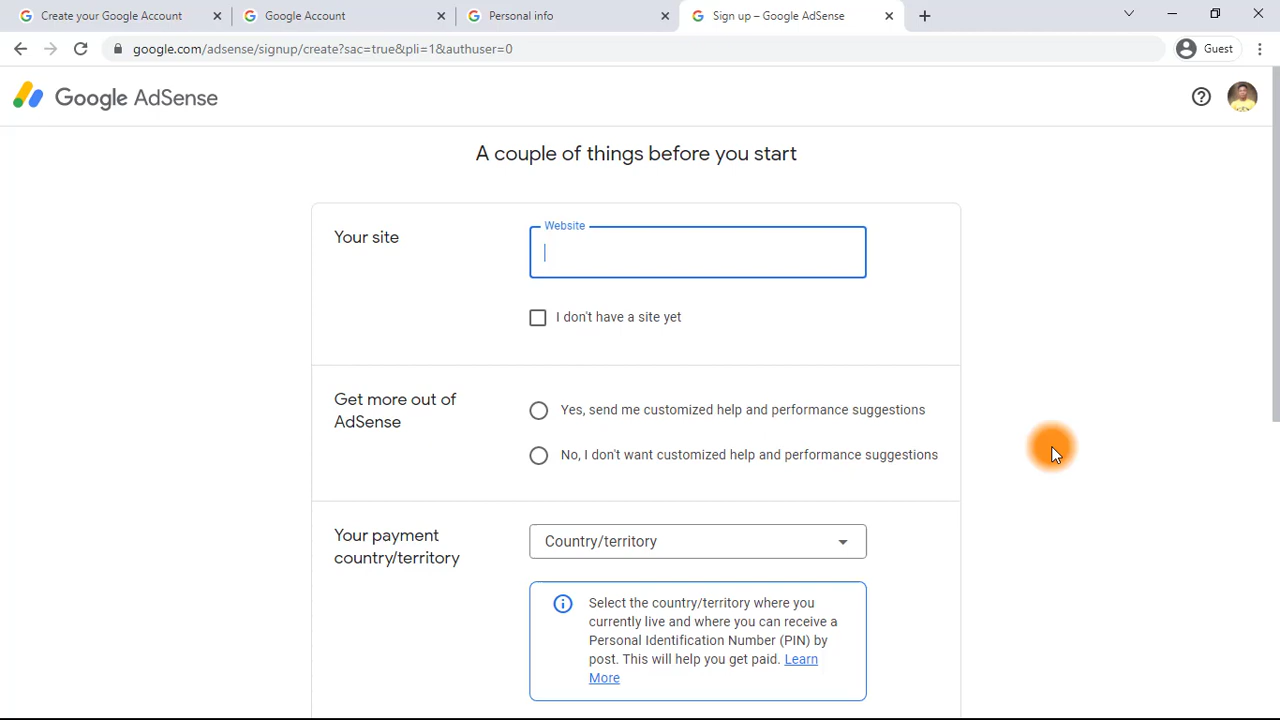 Create your Google Account
Google Account
Personal info
Sign up – Google AdSense
google.com/adsense/signup/create?sac=true&pli=1&authuser=0
Guest
Google AdSense
A couple of things before you start
Your site
Website
I don't have a site yet
Get more out of
AdSense
Yes, send me customized help and performance suggestions
No, I don't want customized help and performance suggestions
Your payment
country/territory
Country/territory
Select the country/territory where you
currently live and where you can receive a
Personal Identification Number (PIN) by
post. This will help you get paid. Learn
More